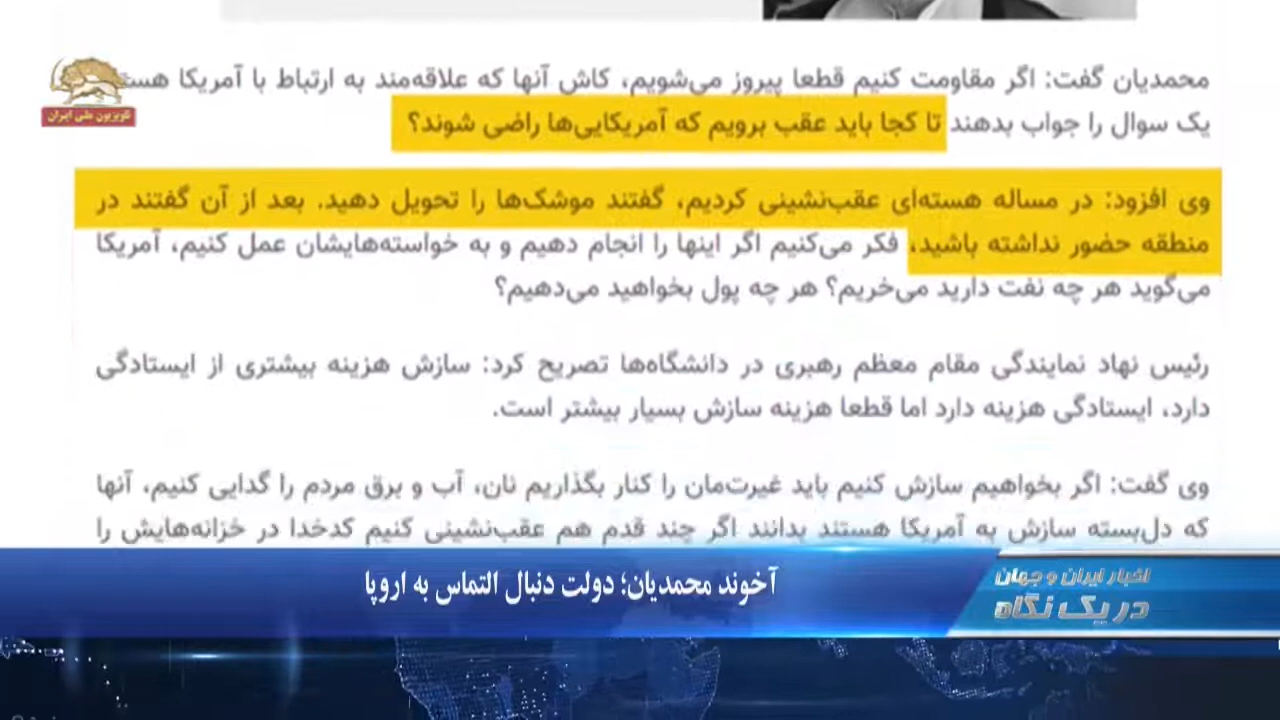 محمدیان گفت: اگر مقاومت کنیم قطعا پیروز می‌شویم، کاش آنها که علاقه‌مند به ارتباط با آمریکا
یک سوال را جواب بدهند تا کجا باید عقب برویم که آمریکایی‌ها راضی شوند؟
وی افزود: در مساله هسته‌ای عقب‌نشینی کردیم، گفتند موشک‌ها را تحویل دهید. بعد از آن گفتند در
منطقه حضور نداشته باشید، فکر می‌کنیم اگر اینها را انجام دهیم و به خواسته‌هایشان عمل کنیم، آمریکا
می‌گوید هر چه نفت دارید می‌خریم؟ هر چه پول بخواهید می‌دهیم؟
رئیس نهاد نمایندگی مقام معظم رهبری در دانشگاه‌ها تصریح کرد: سازش هزینه بیشتری از ایستادگی
دارد، ایستادگی هزینه دارد اما قطعا هزینه سازش بسیار بیشتر است.
وی گفت: اگر بخواهیم سازش کنیم باید غیرت‌مان را کنار بگذاریم نان، آب و برق مردم را گدایی کنیم، آنها
که دل‌بسته سازش به آمریکا هستند بدانند اگر چند قدم هم عقب‌نشینی کنیم کدخدا در خزانه‌هایش را
تلویزیون ملی ایران
آخوند محمدیان؛ دولت دنبال التماس به اروپا
اخبار ایران و جهان
در یک نگاه